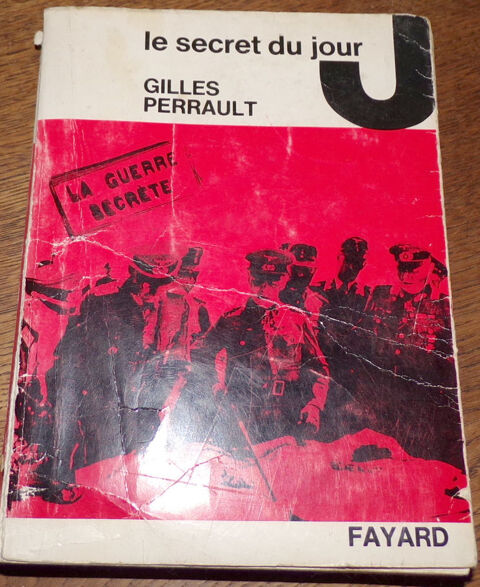 le secret du jour
J
GILLES
PERRAULT
LA GUERRE
SECRÈTE
FAYARD